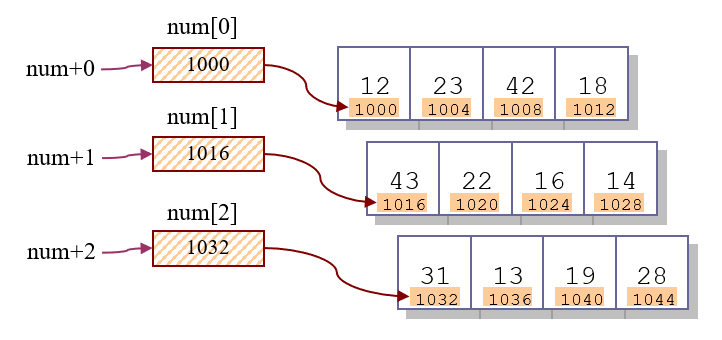 num[0]
num+0
1000
12 23 42 18
1000 1004 1008 1012
num[1]
num+1
1016
43 22 16 14
1016 1020 1024 1028
num[2]
num+2
1032
31 13 19 28
1032 1036 1040 1044